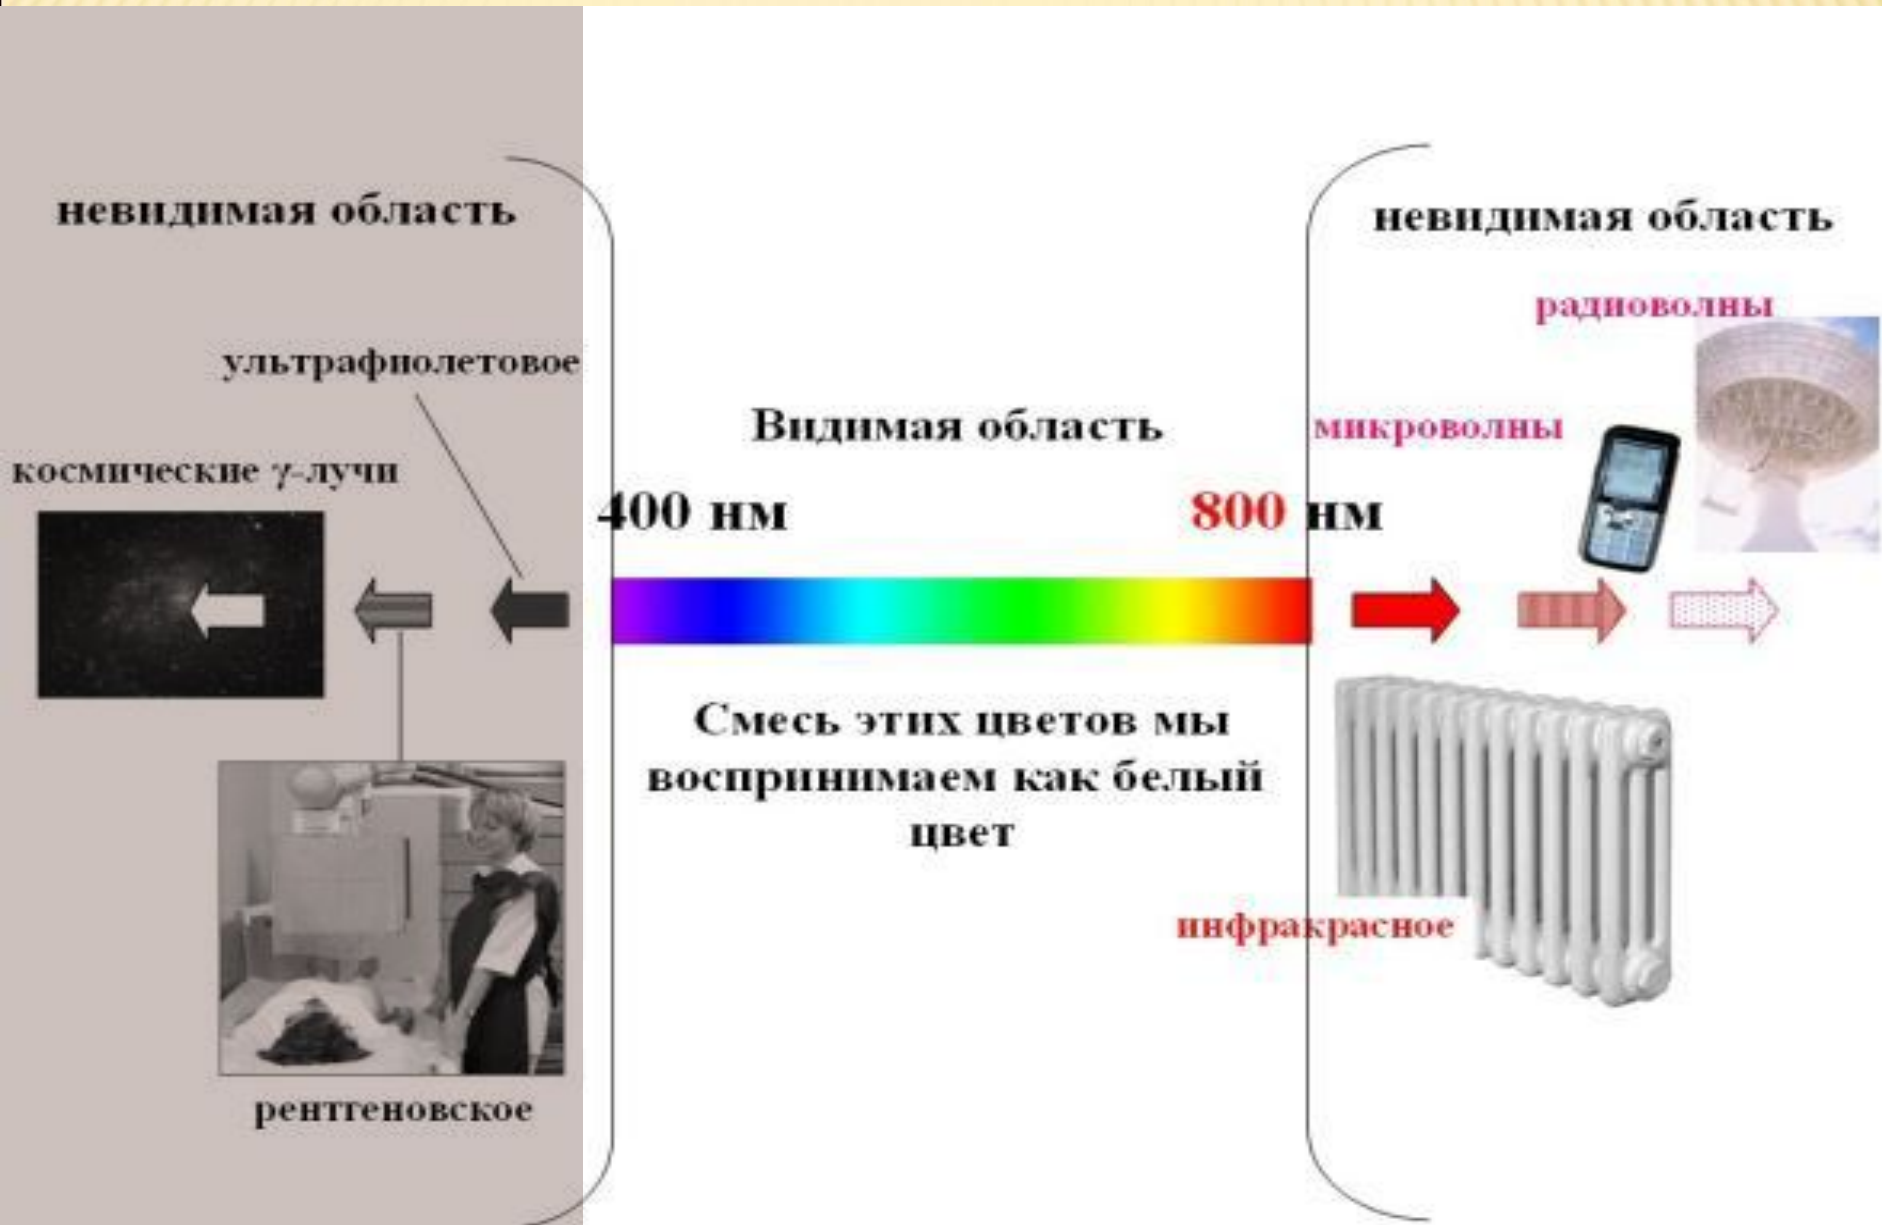 невидимая область
ультрафиолетовое
космические γ-лучи
рентгеновское
Видимая область
400 нм
800 нм
Смесь этих цветов мы
воспринимаем как белый
цвет
невидимая область
радиоволны
микроволны
инфракрасное